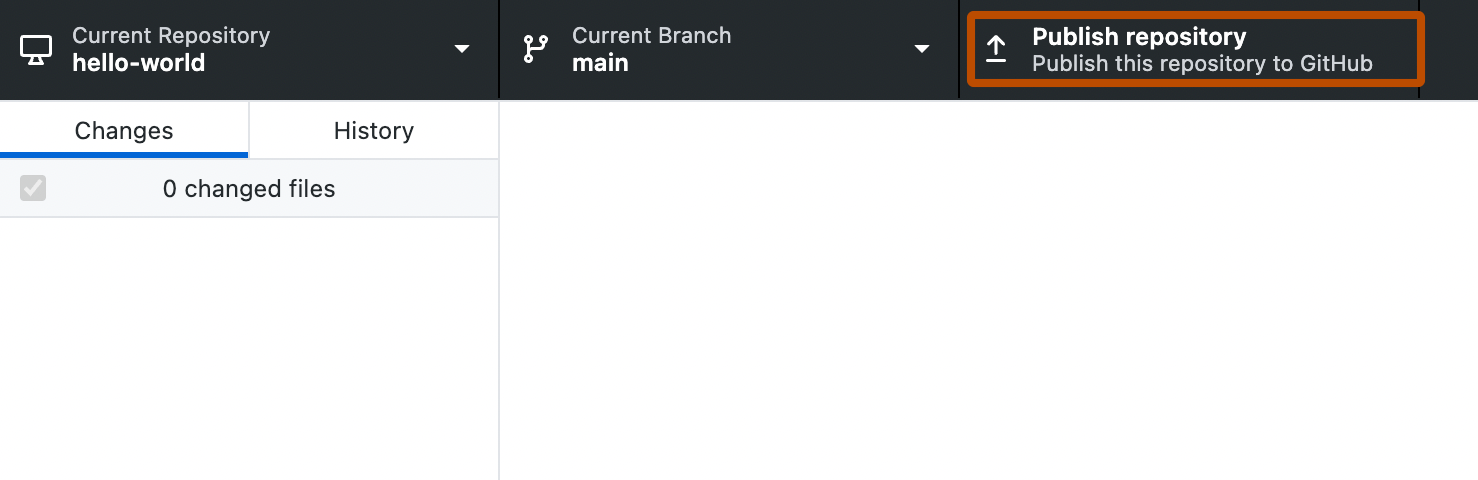 Current Repository
hello-world
Current Branch
main
Publish repository
Publish this repository to GitHub
Changes
History
0 changed files